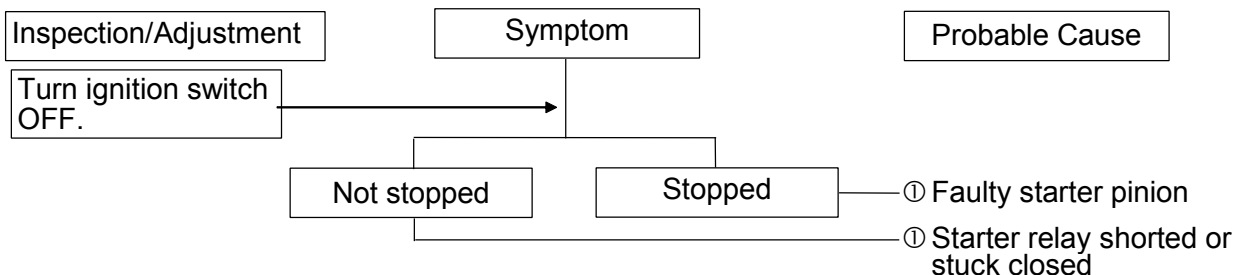 Inspection/Adjustment
Symptom
Probable Cause
Turn ignition switch
OFF.
Not stopped
Stopped
① Faulty starter pinion
① Starter relay shorted or
stuck closed